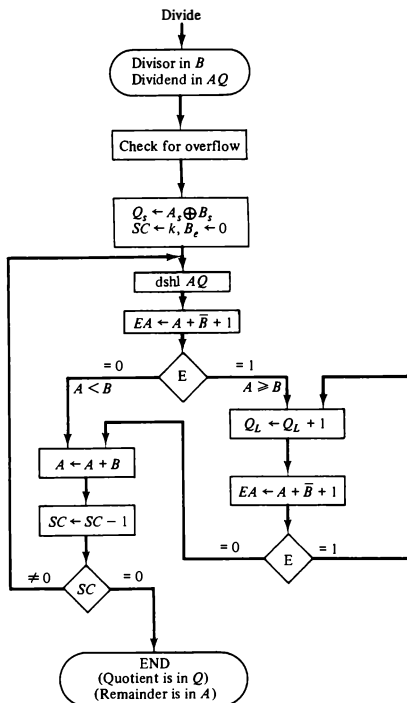 Divide
Divisor in B
Dividend in AQ
Check for overflow
Qₛ ← Aₛ ⊕ Bₛ
SC ← k, Bₑ ← 0
dshl AQ
EA ← A + B̅ + 1
= 0
E
= 1
A < B
A ⩾ B
Q_L ← Q_L + 1
A ← A + B
EA ← A + B̅ + 1
SC ← SC − 1
= 0
E
= 1
≠ 0
SC
= 0
END
(Quotient is in Q)
(Remainder is in A)